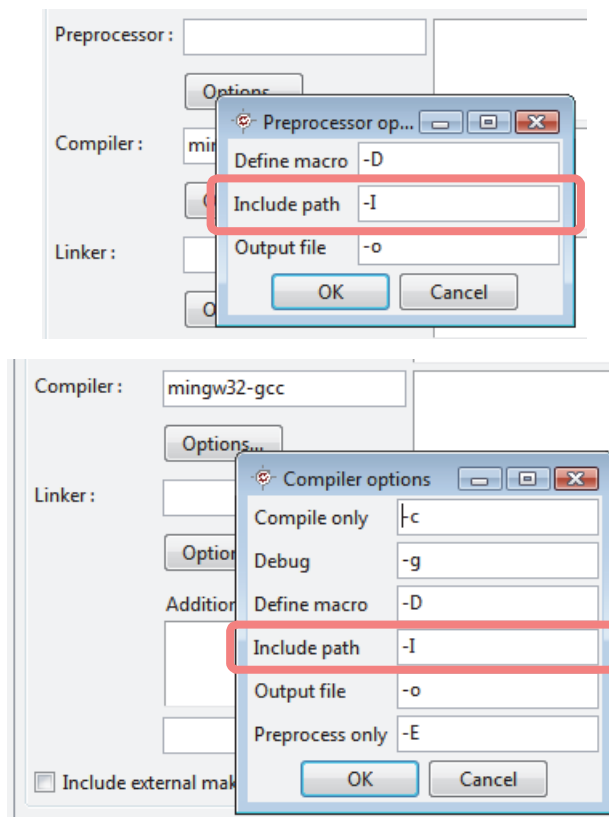 Preprocessor :
Options...
Preprocessor op...
Compiler :
Define macro -D
Include path -I
Linker :
Output file -o
OK Cancel
Compiler : mingw32-gcc
Options...
Compiler options
Linker :
Compile only -c
Debug -g
Define macro -D
Include path -I
Output file -o
Preprocess only -E
Include external mak
OK Cancel